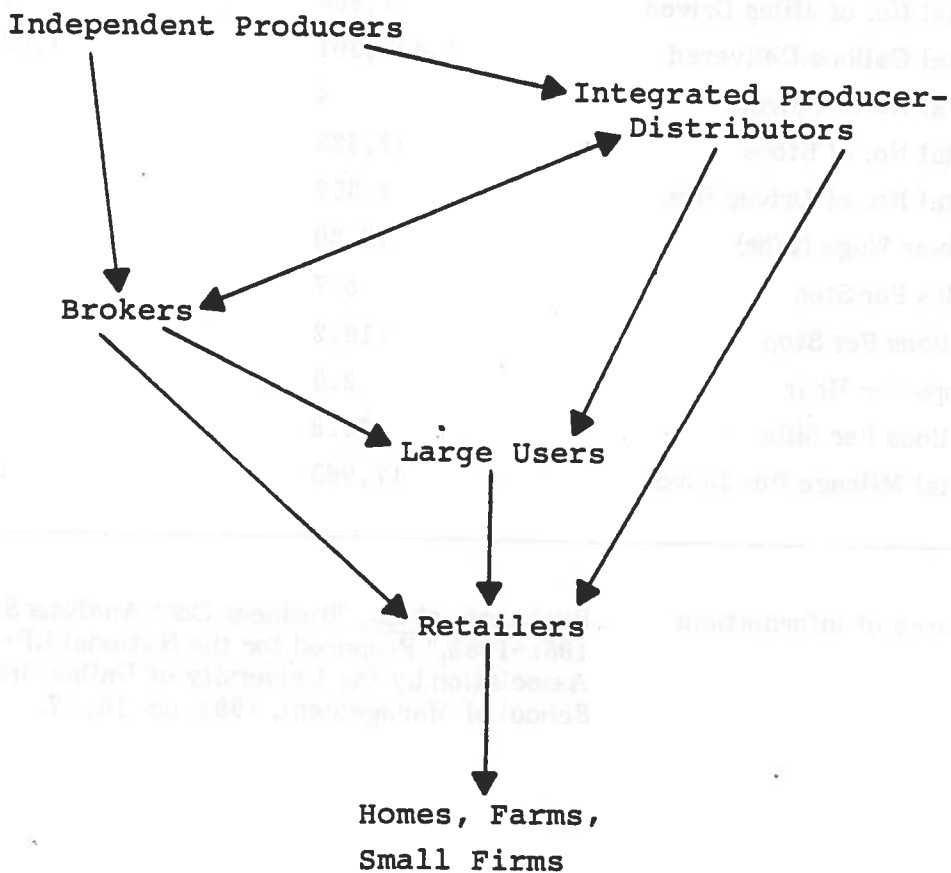 Independent Producers
Integrated Producer-
Distributors
Brokers
Large Users
Retailers
Homes, Farms,
Small Firms